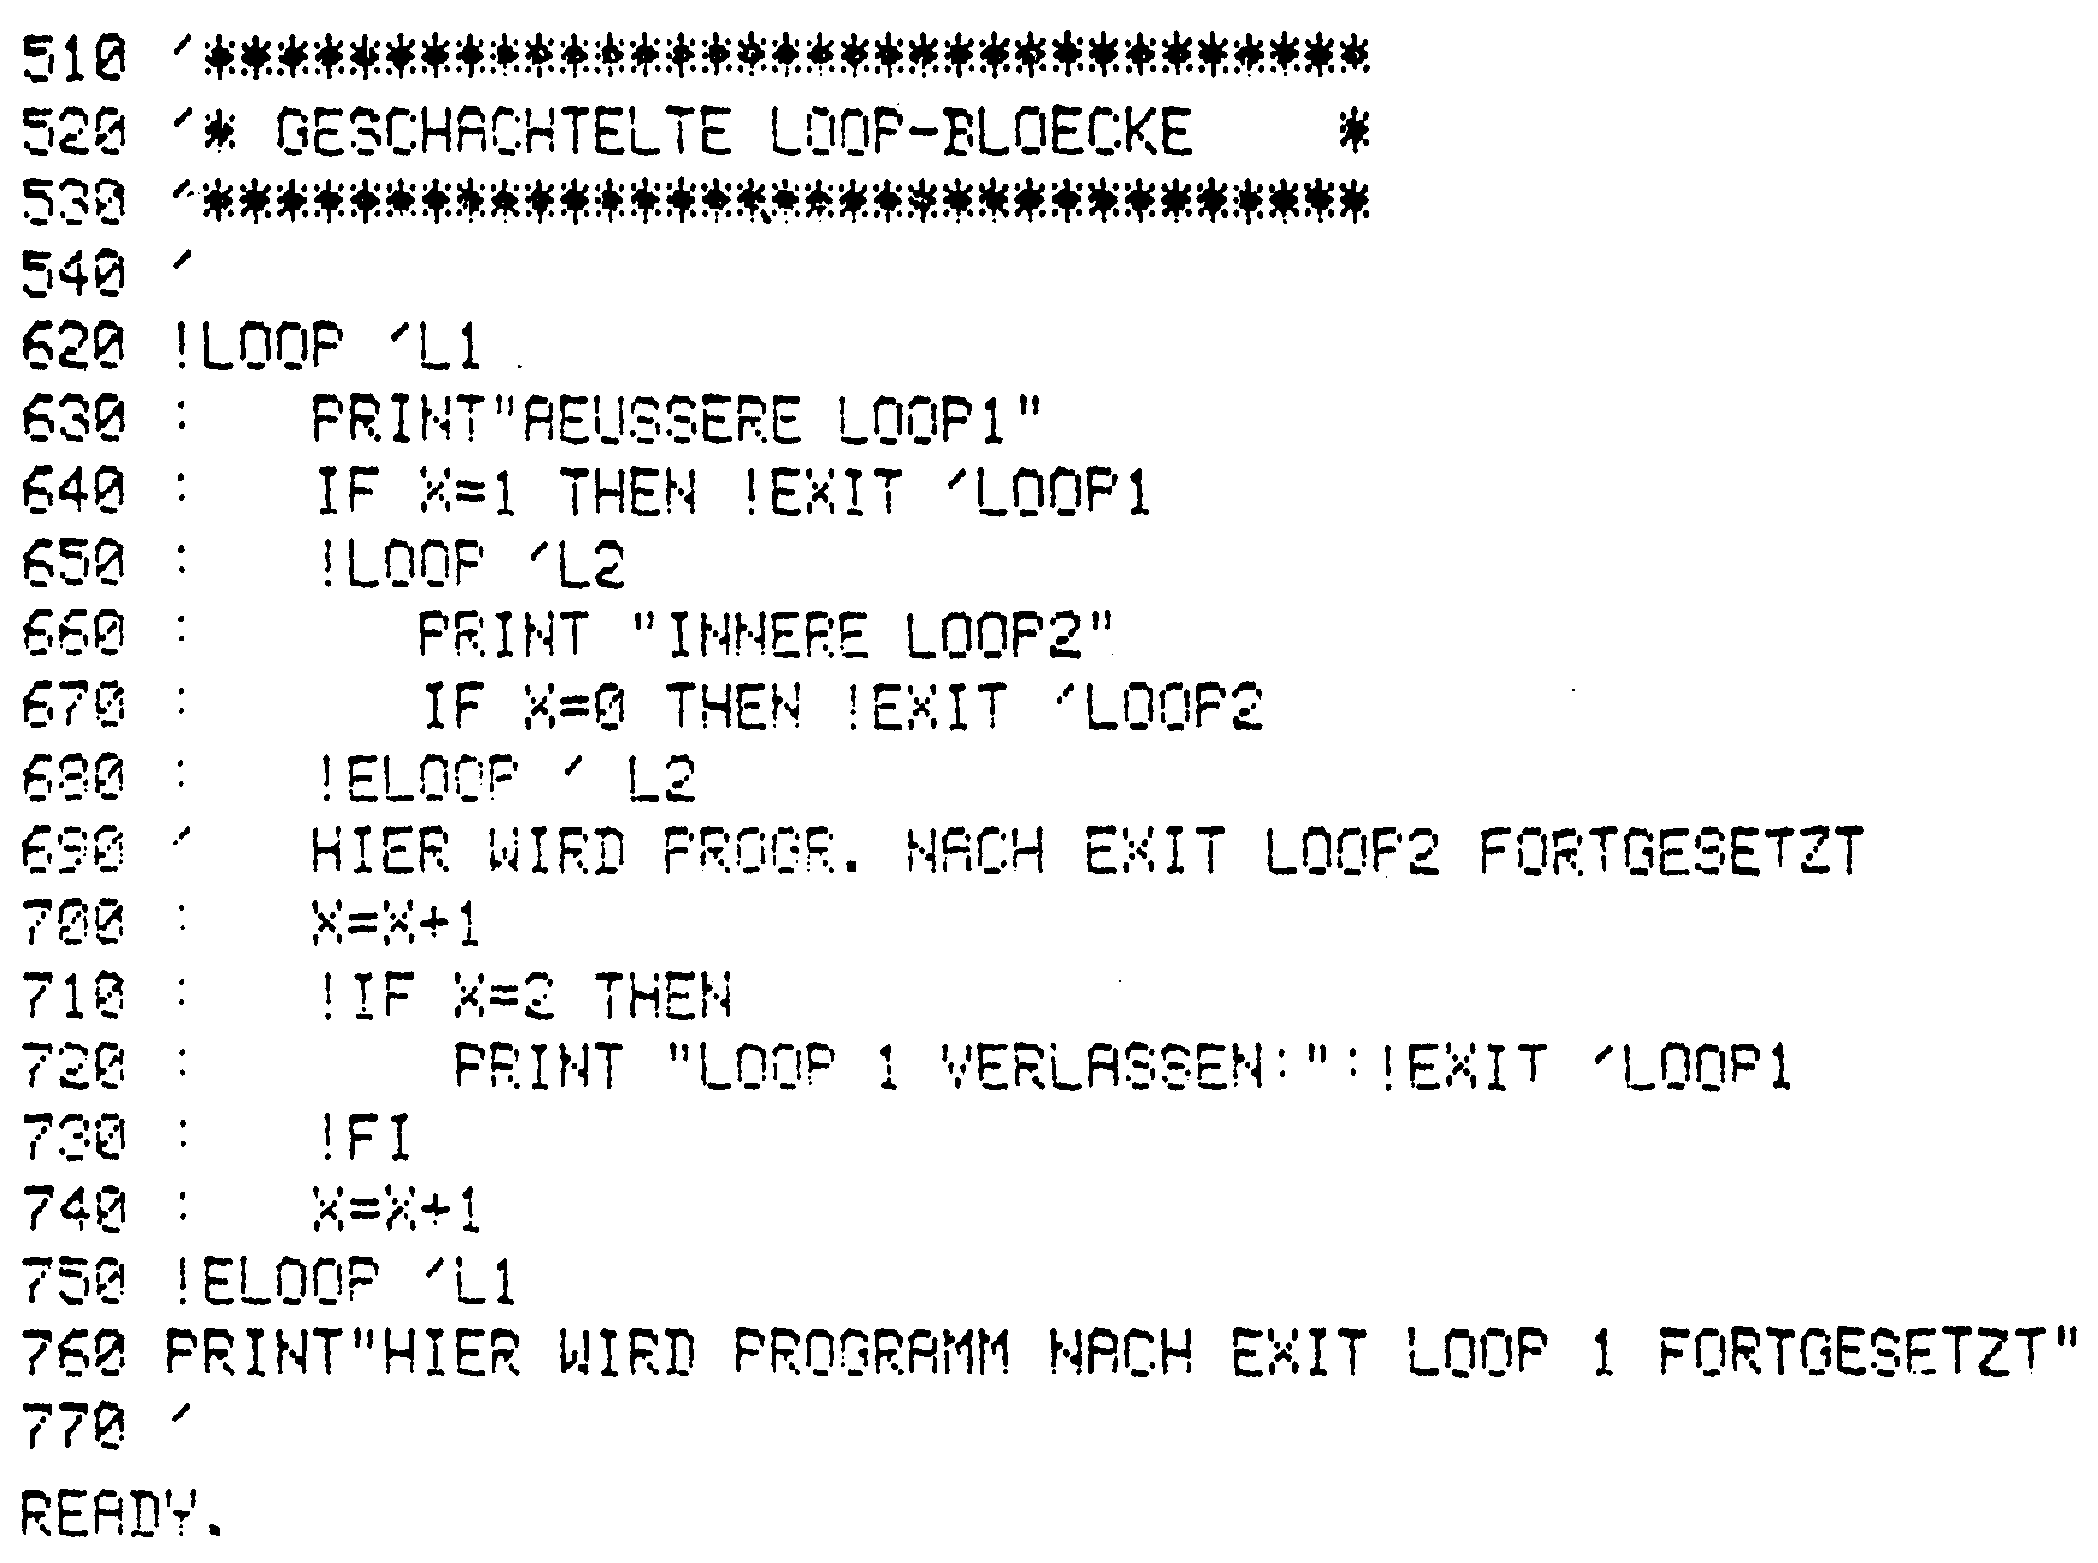 510 '*********************************
520 '* GESCHACHTELTE LOOP-BLOECKE    *
530 '*********************************
540 '
620 !LOOP 'L1
630 :   PRINT"AEUSSERE LOOP1"
640 :   IF X=1 THEN !EXIT 'LOOP1
650 :   !LOOP 'L2
660 :      PRINT "INNERE LOOP2"
670 :      IF X=0 THEN !EXIT 'LOOP2
680 :   !ELOOP ' L2
690 '   HIER WIRD PROGR. NACH EXIT LOOP2 FORTGESETZT
700 :   X=X+1
710 :   !IF X=2 THEN
720 :       PRINT "LOOP 1 VERLASSEN:":!EXIT 'LOOP1
730 :   !FI
740 :   X=X+1
750 !ELOOP 'L1
760 PRINT"HIER WIRD PROGRAMM NACH EXIT LOOP 1 FORTGESETZT"
770 '
READY.